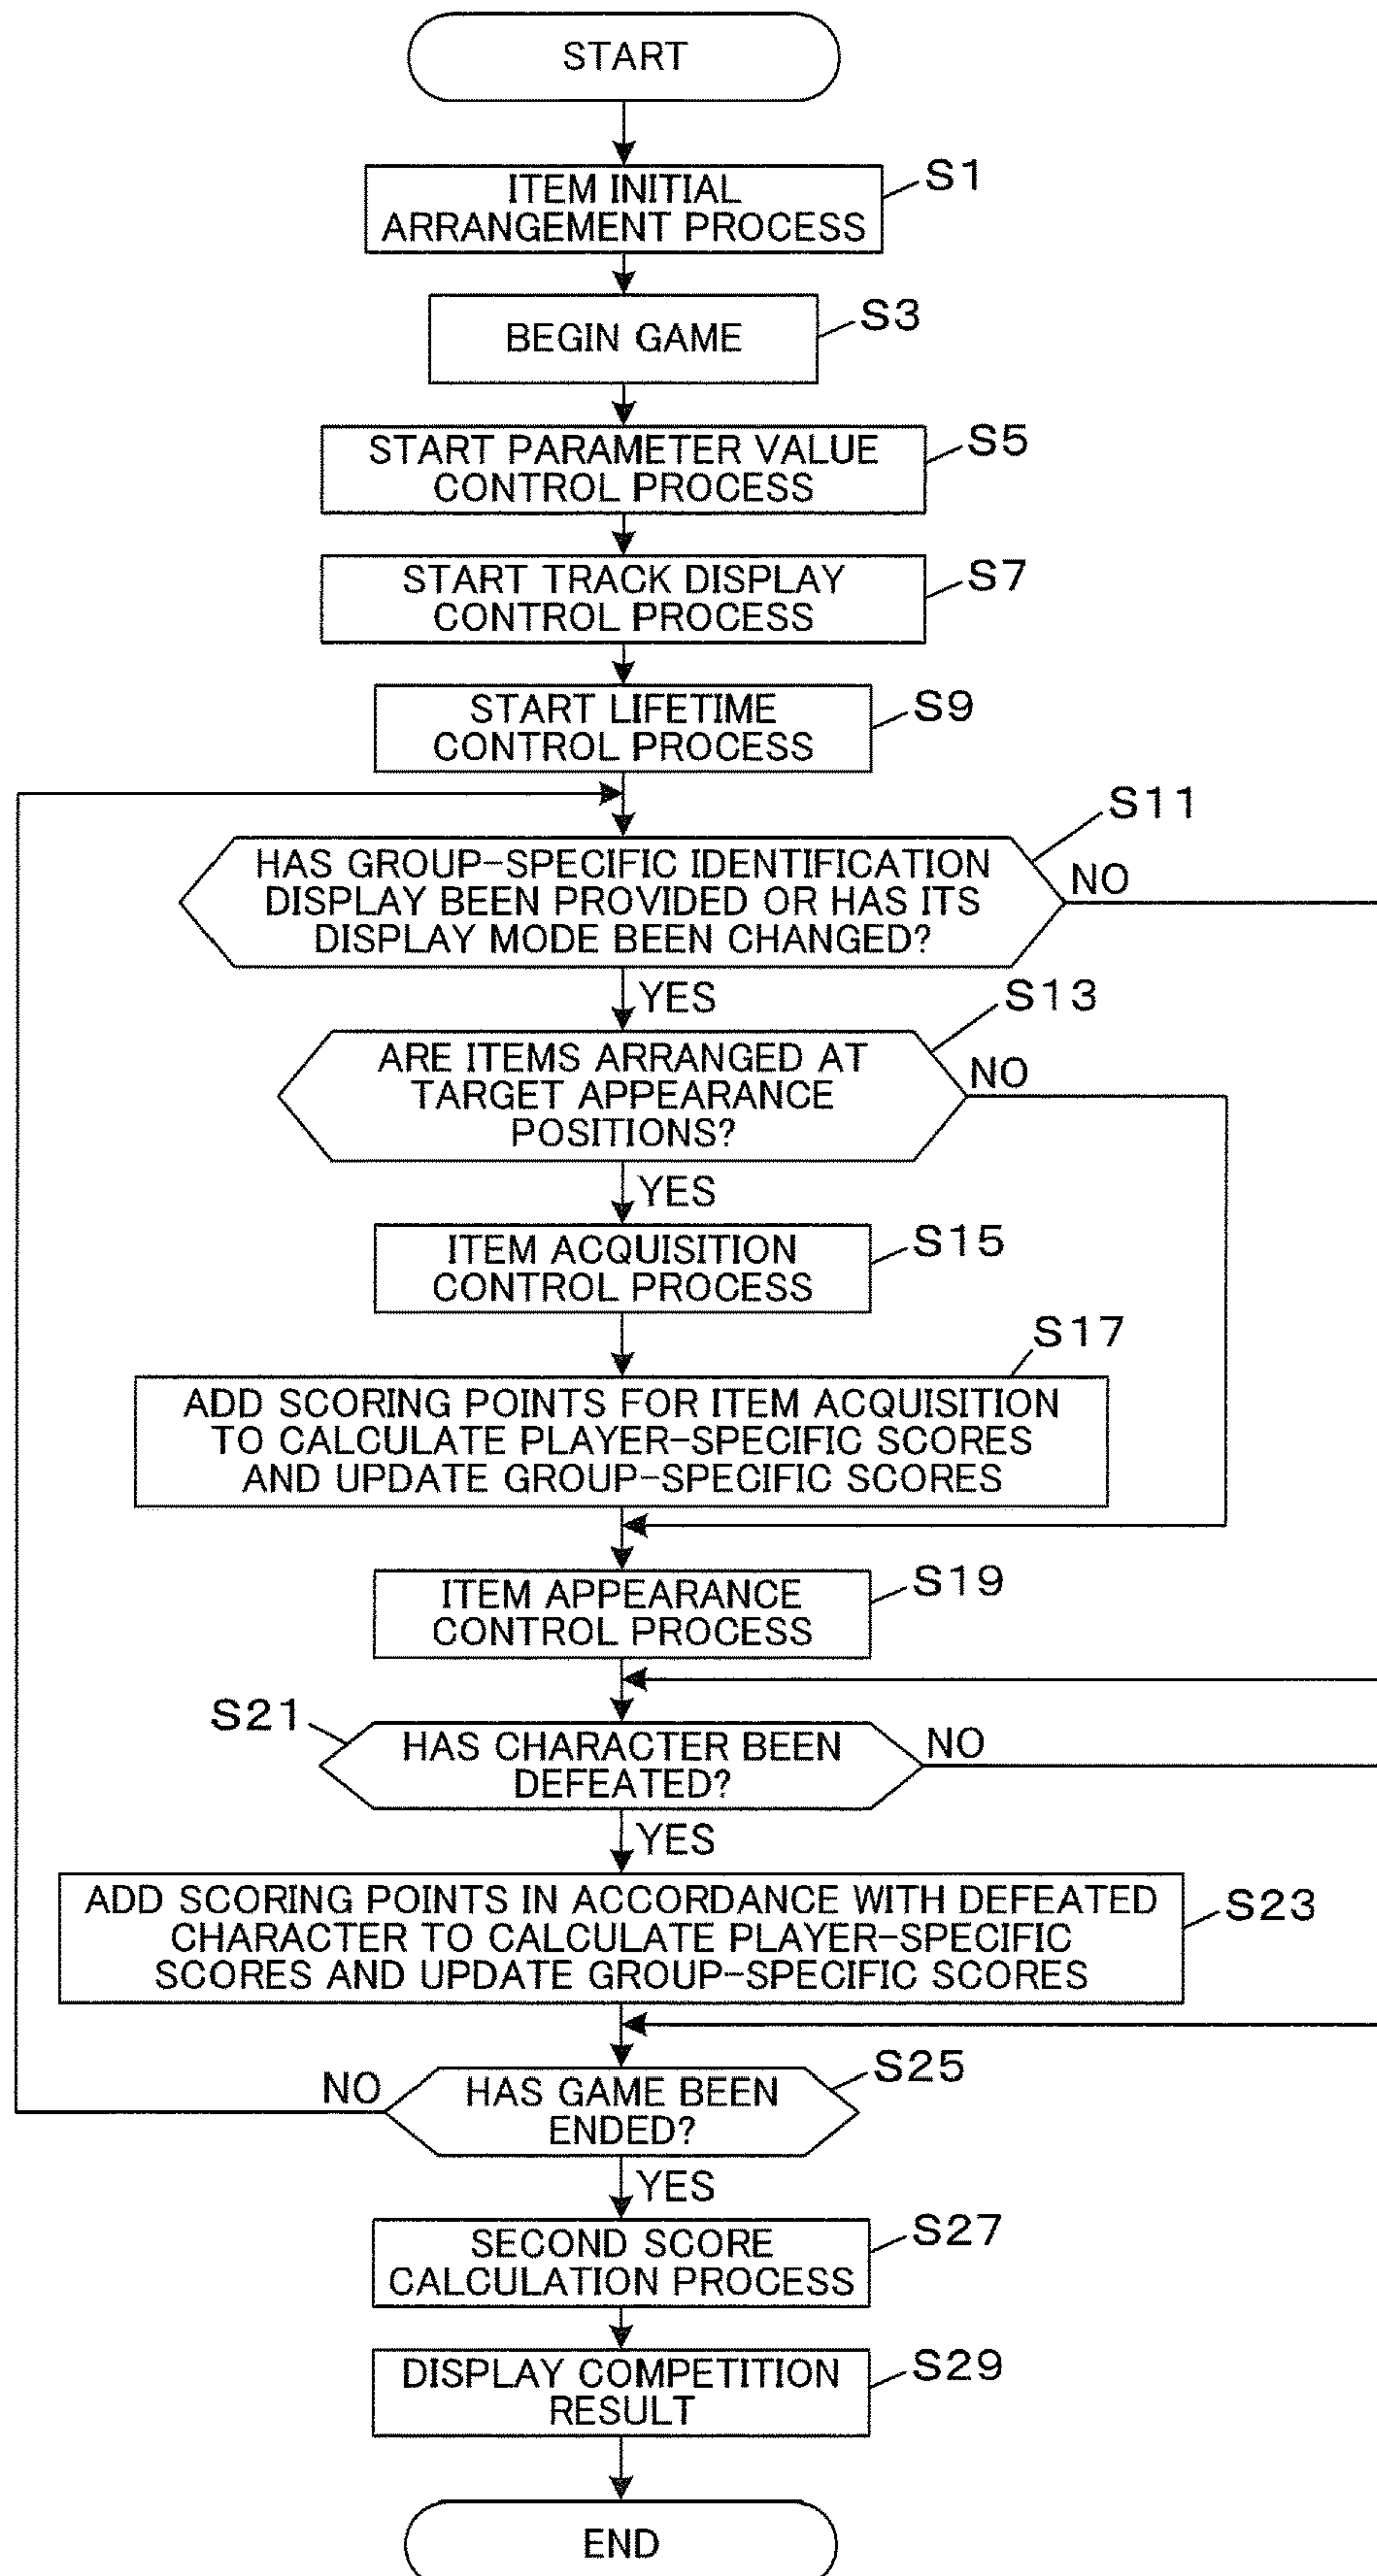 START
ITEM INITIAL
ARRANGEMENT PROCESS
S1
BEGIN GAME
S3
START PARAMETER VALUE
CONTROL PROCESS
S5
START TRACK DISPLAY
CONTROL PROCESS
S7
START LIFETIME
CONTROL PROCESS
S9
S11
HAS GROUP-SPECIFIC IDENTIFICATION
DISPLAY BEEN PROVIDED OR HAS ITS
DISPLAY MODE BEEN CHANGED?
NO
YES
S13
ARE ITEMS ARRANGED AT
TARGET APPEARANCE
POSITIONS?
NO
YES
ITEM ACQUISITION
CONTROL PROCESS
S15
S17
ADD SCORING POINTS FOR ITEM ACQUISITION
TO CALCULATE PLAYER-SPECIFIC SCORES
AND UPDATE GROUP-SPECIFIC SCORES
ITEM APPEARANCE
CONTROL PROCESS
S19
S21
HAS CHARACTER BEEN
DEFEATED?
NO
YES
ADD SCORING POINTS IN ACCORDANCE WITH DEFEATED
CHARACTER TO CALCULATE PLAYER-SPECIFIC
SCORES AND UPDATE GROUP-SPECIFIC SCORES
S23
S25
NO
HAS GAME BEEN
ENDED?
YES
SECOND SCORE
CALCULATION PROCESS
S27
DISPLAY COMPETITION
RESULT
S29
END